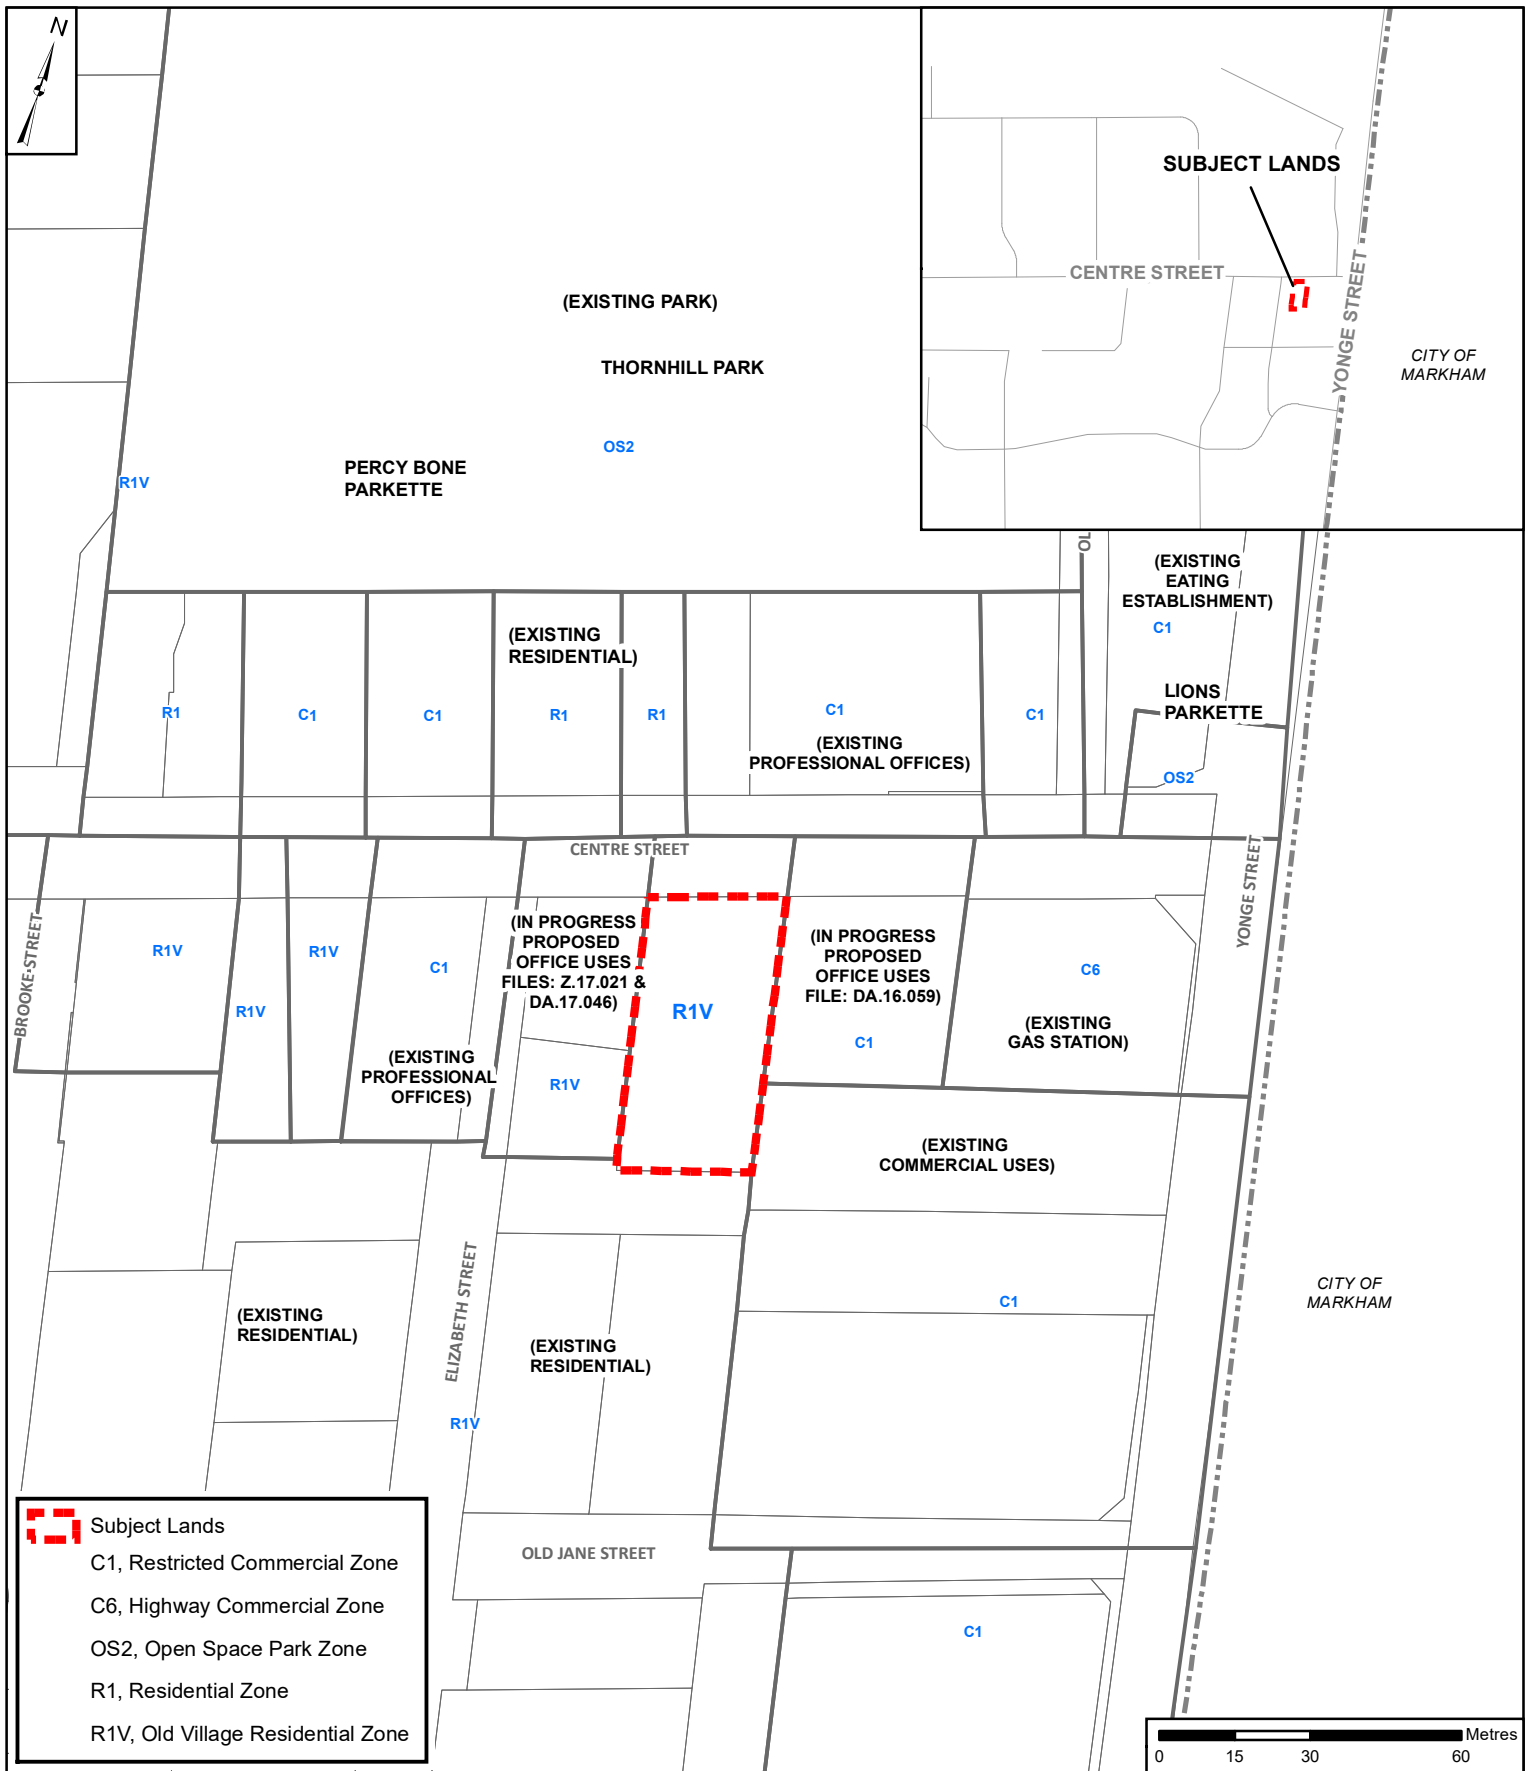 N
SUBJECT LANDS
CENTRE STREET
YONGE STREET
CITY OF
MARKHAM
(EXISTING PARK)
THORNHILL PARK
OS2
PERCY BONE
PARKETTE
R1V
OL
(EXISTING
EATING
ESTABLISHMENT)
C1
LIONS
PARKETTE
OS2
(EXISTING
RESIDENTIAL)
R1
C1
C1
R1
R1
C1
(EXISTING
PROFESSIONAL OFFICES)
C1
CENTRE STREET
YONGE STREET
BROOKE STREET
R1V
R1V
R1V
C1
(EXISTING
PROFESSIONAL
OFFICES)
(IN PROGRESS
PROPOSED
OFFICE USES
FILES: Z.17.021 &
DA.17.046)
R1V
R1V
(IN PROGRESS
PROPOSED
OFFICE USES
FILE: DA.16.059)
C1
C6
(EXISTING
GAS STATION)
(EXISTING
COMMERCIAL USES)
C1
CITY OF
MARKHAM
(EXISTING
RESIDENTIAL)
ELIZABETH STREET
(EXISTING
RESIDENTIAL)
R1V
OLD JANE STREET
C1
Subject Lands
C1, Restricted Commercial Zone
C6, Highway Commercial Zone
OS2, Open Space Park Zone
R1, Residential Zone
R1V, Old Village Residential Zone
Metres
0 15 30 60